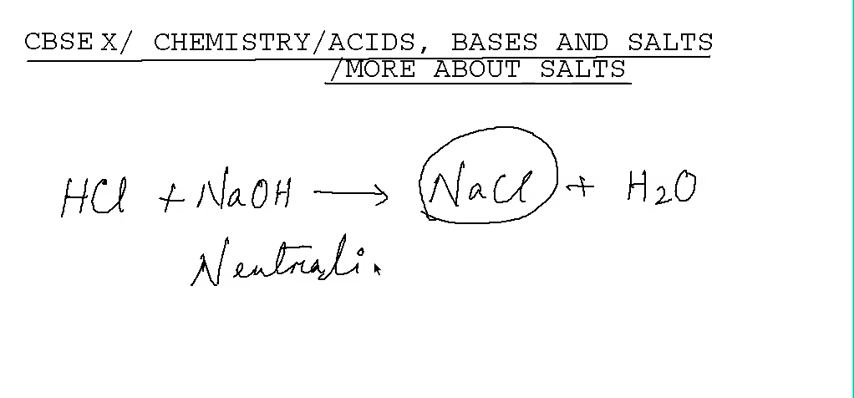 CBSE X/ CHEMISTRY/ACIDS, BASES AND SALTS
/MORE ABOUT SALTS
HCl + NaOH ⟶ NaCl + H₂O
Neutrali